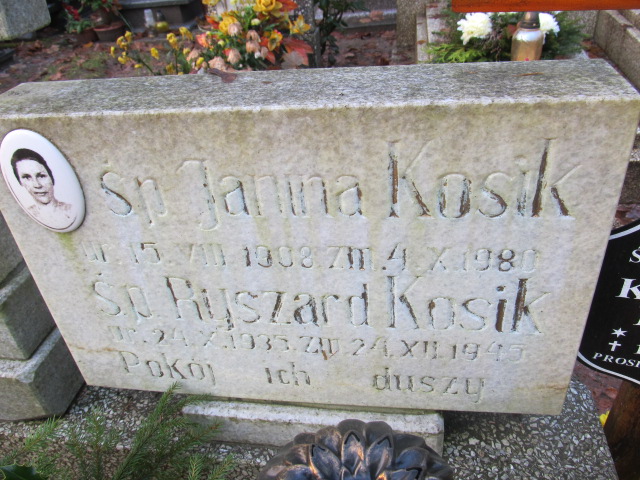 śp Janina Kosik
ur. 15. VIII 1908 zm. 4. X. 1980
śp. Ryszard Kosik
ur. 24. X. 1935. zm 24. XII. 1945
Pokój ich duszy